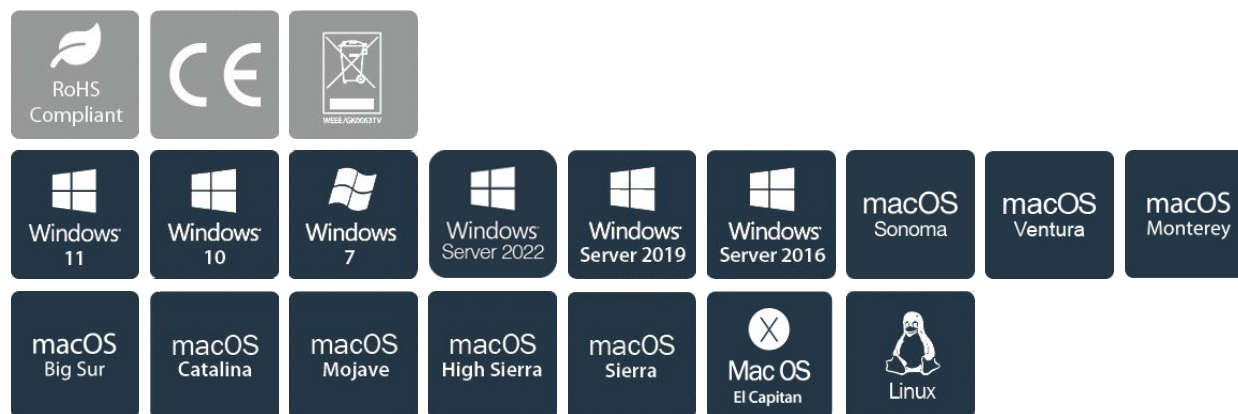 RoHS
Compliant
CE
WEEE/GK0063TV
Windows
11
Windows
10
Windows
7
Windows
Server 2022
Windows
Server 2019
Windows
Server 2016
macOS
Sonoma
macOS
Ventura
macOS
Monterey
macOS
Big Sur
macOS
Catalina
macOS
Mojave
macOS
High Sierra
macOS
Sierra
X
Mac OS
El Capitan
Linux